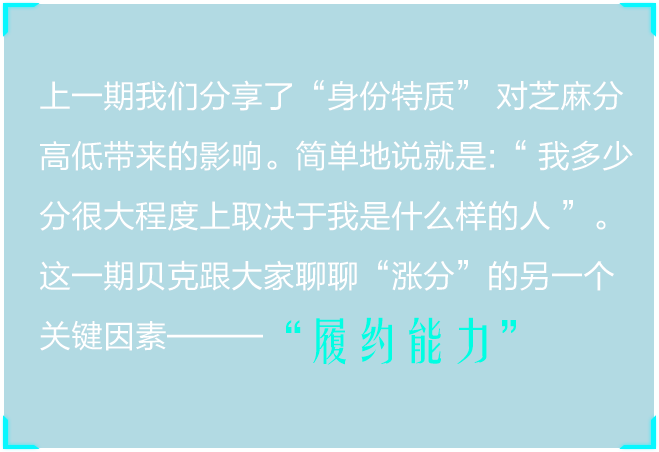 上一期我们分享了“身份特质” 对芝麻分
高低带来的影响。简单地说就是:“ 我多少
分很大程度上取决于我是什么样的人 ” 。
这一期贝克跟大家聊聊“涨分”的另一个
关键因素———“履约能力”